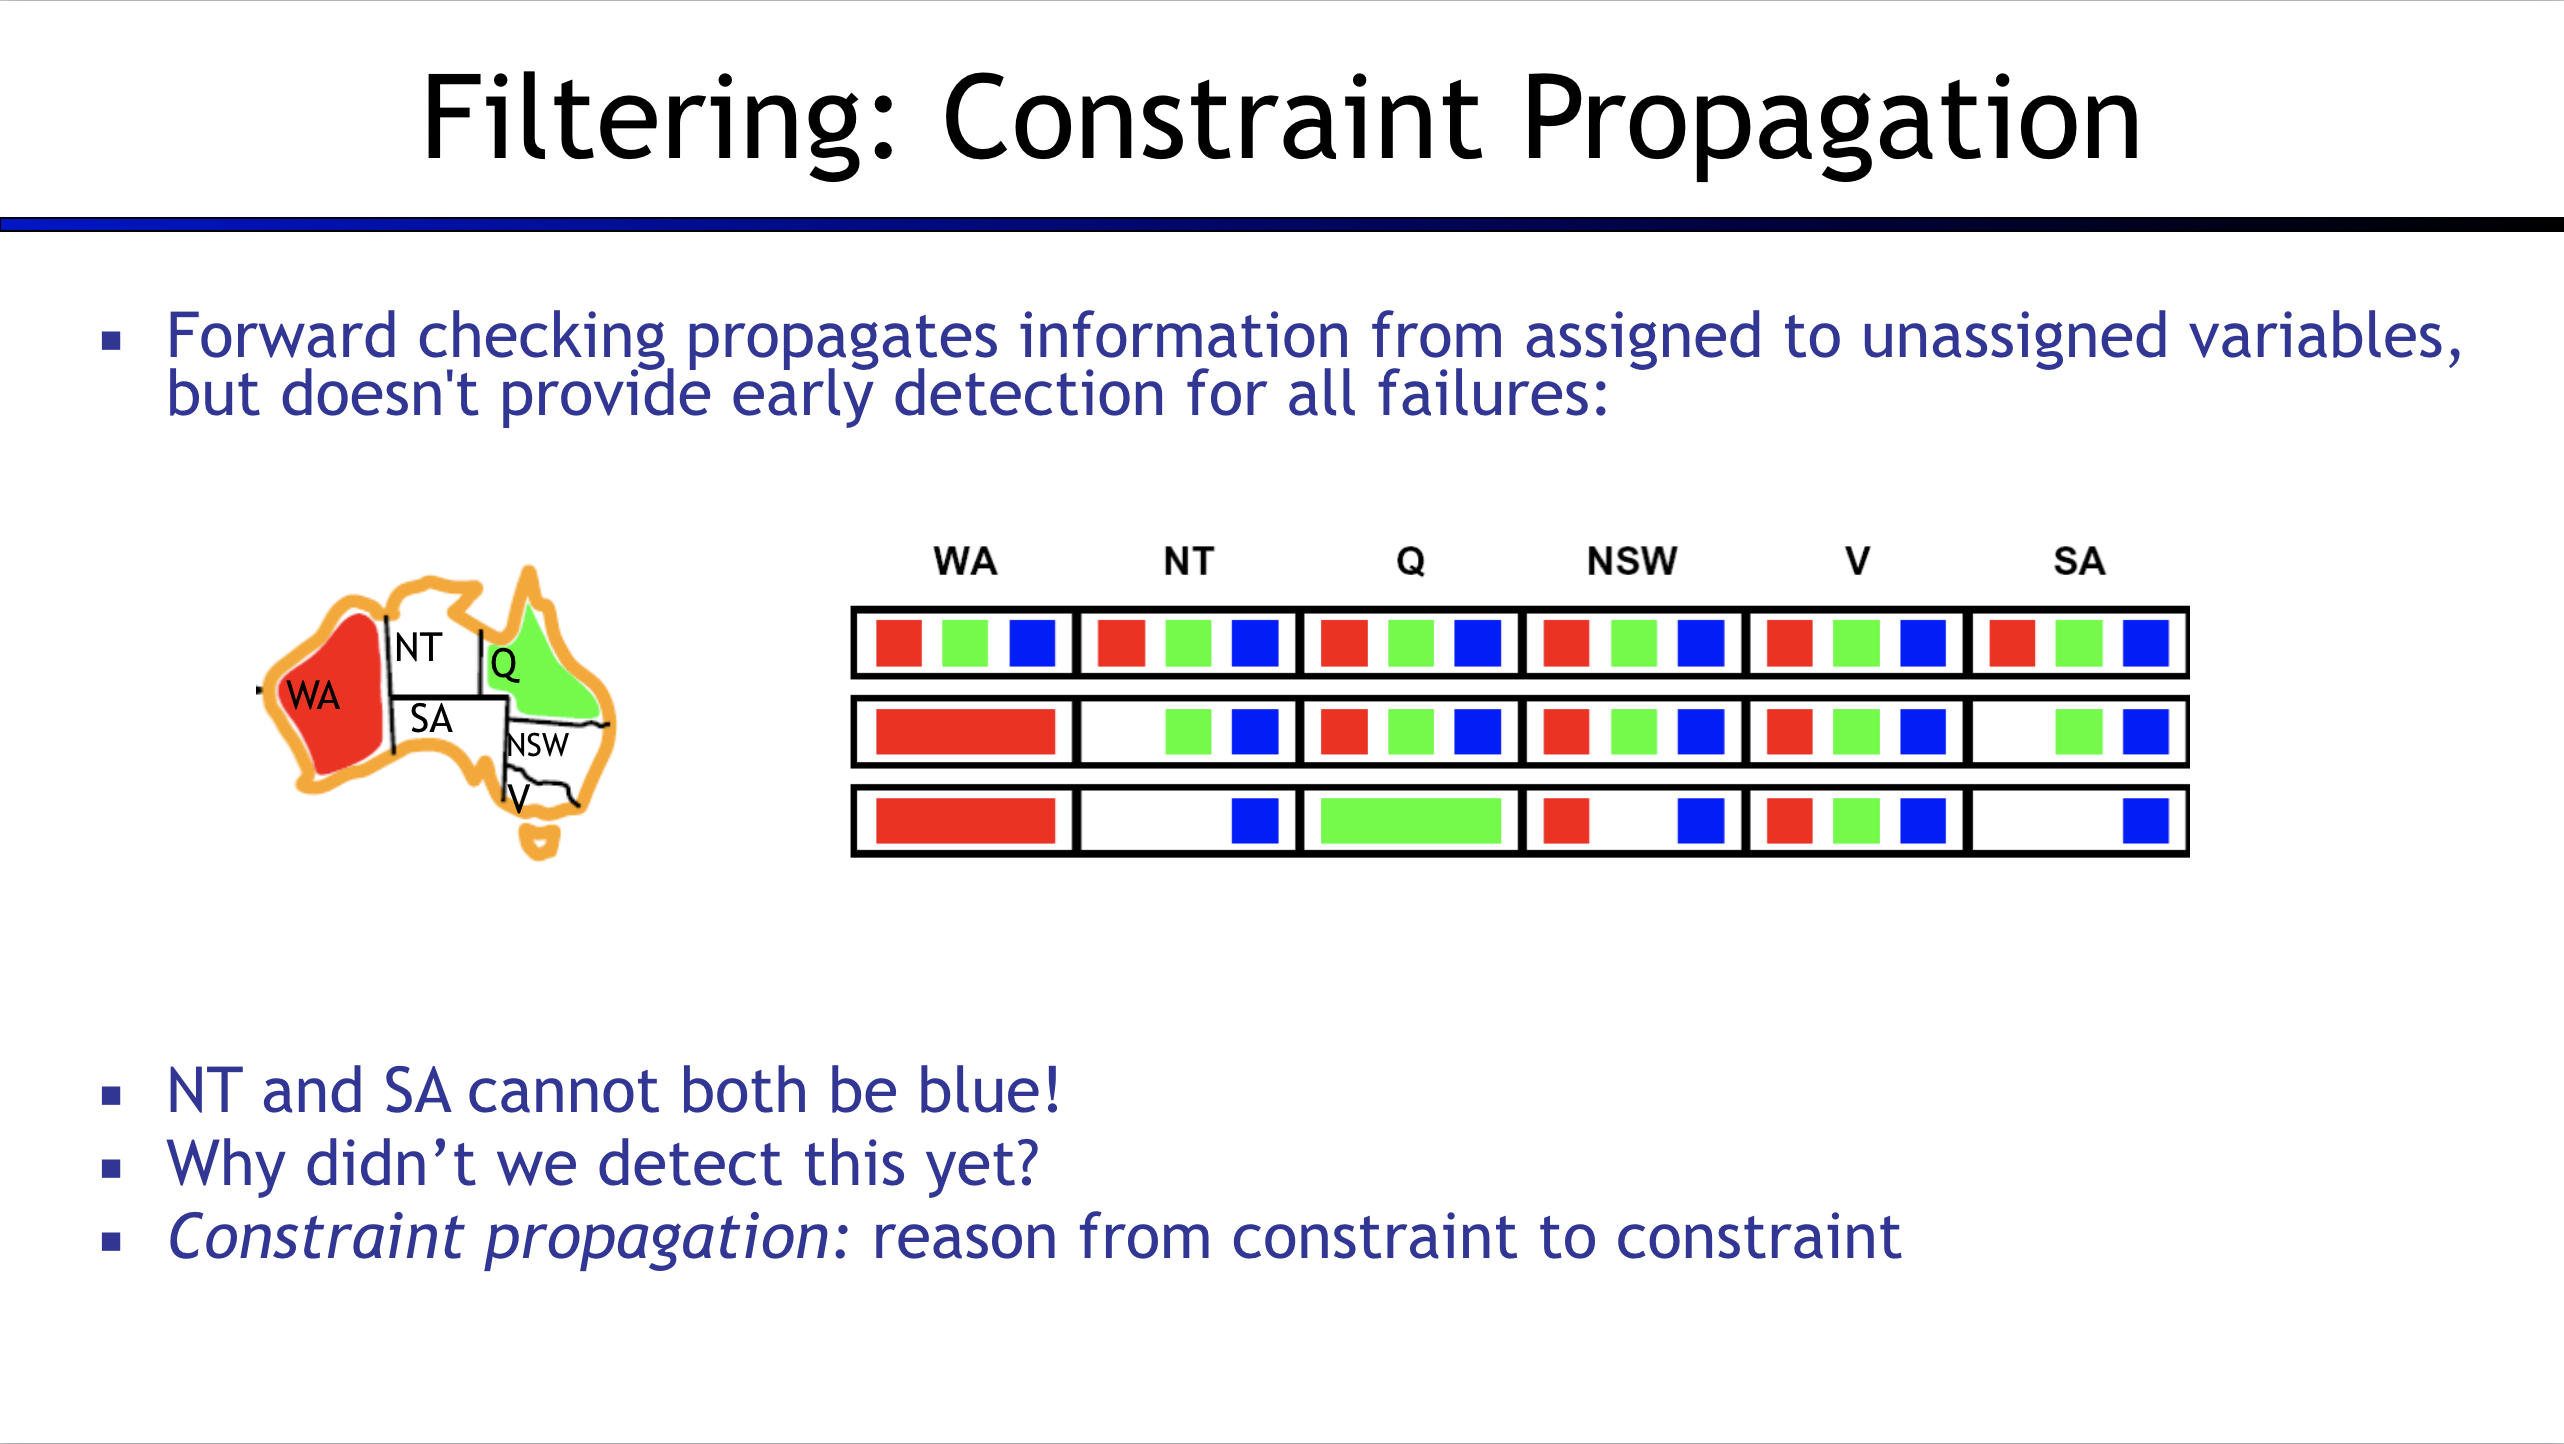 Filtering: Constraint Propagation
▪ Forward checking propagates information from assigned to unassigned variables,
but doesn't provide early detection for all failures:
WA NT Q NSW V SA
NT
Q
WA
SA
NSW
V
▪ NT and SA cannot both be blue!
▪ Why didn’t we detect this yet?
▪ Constraint propagation: reason from constraint to constraint